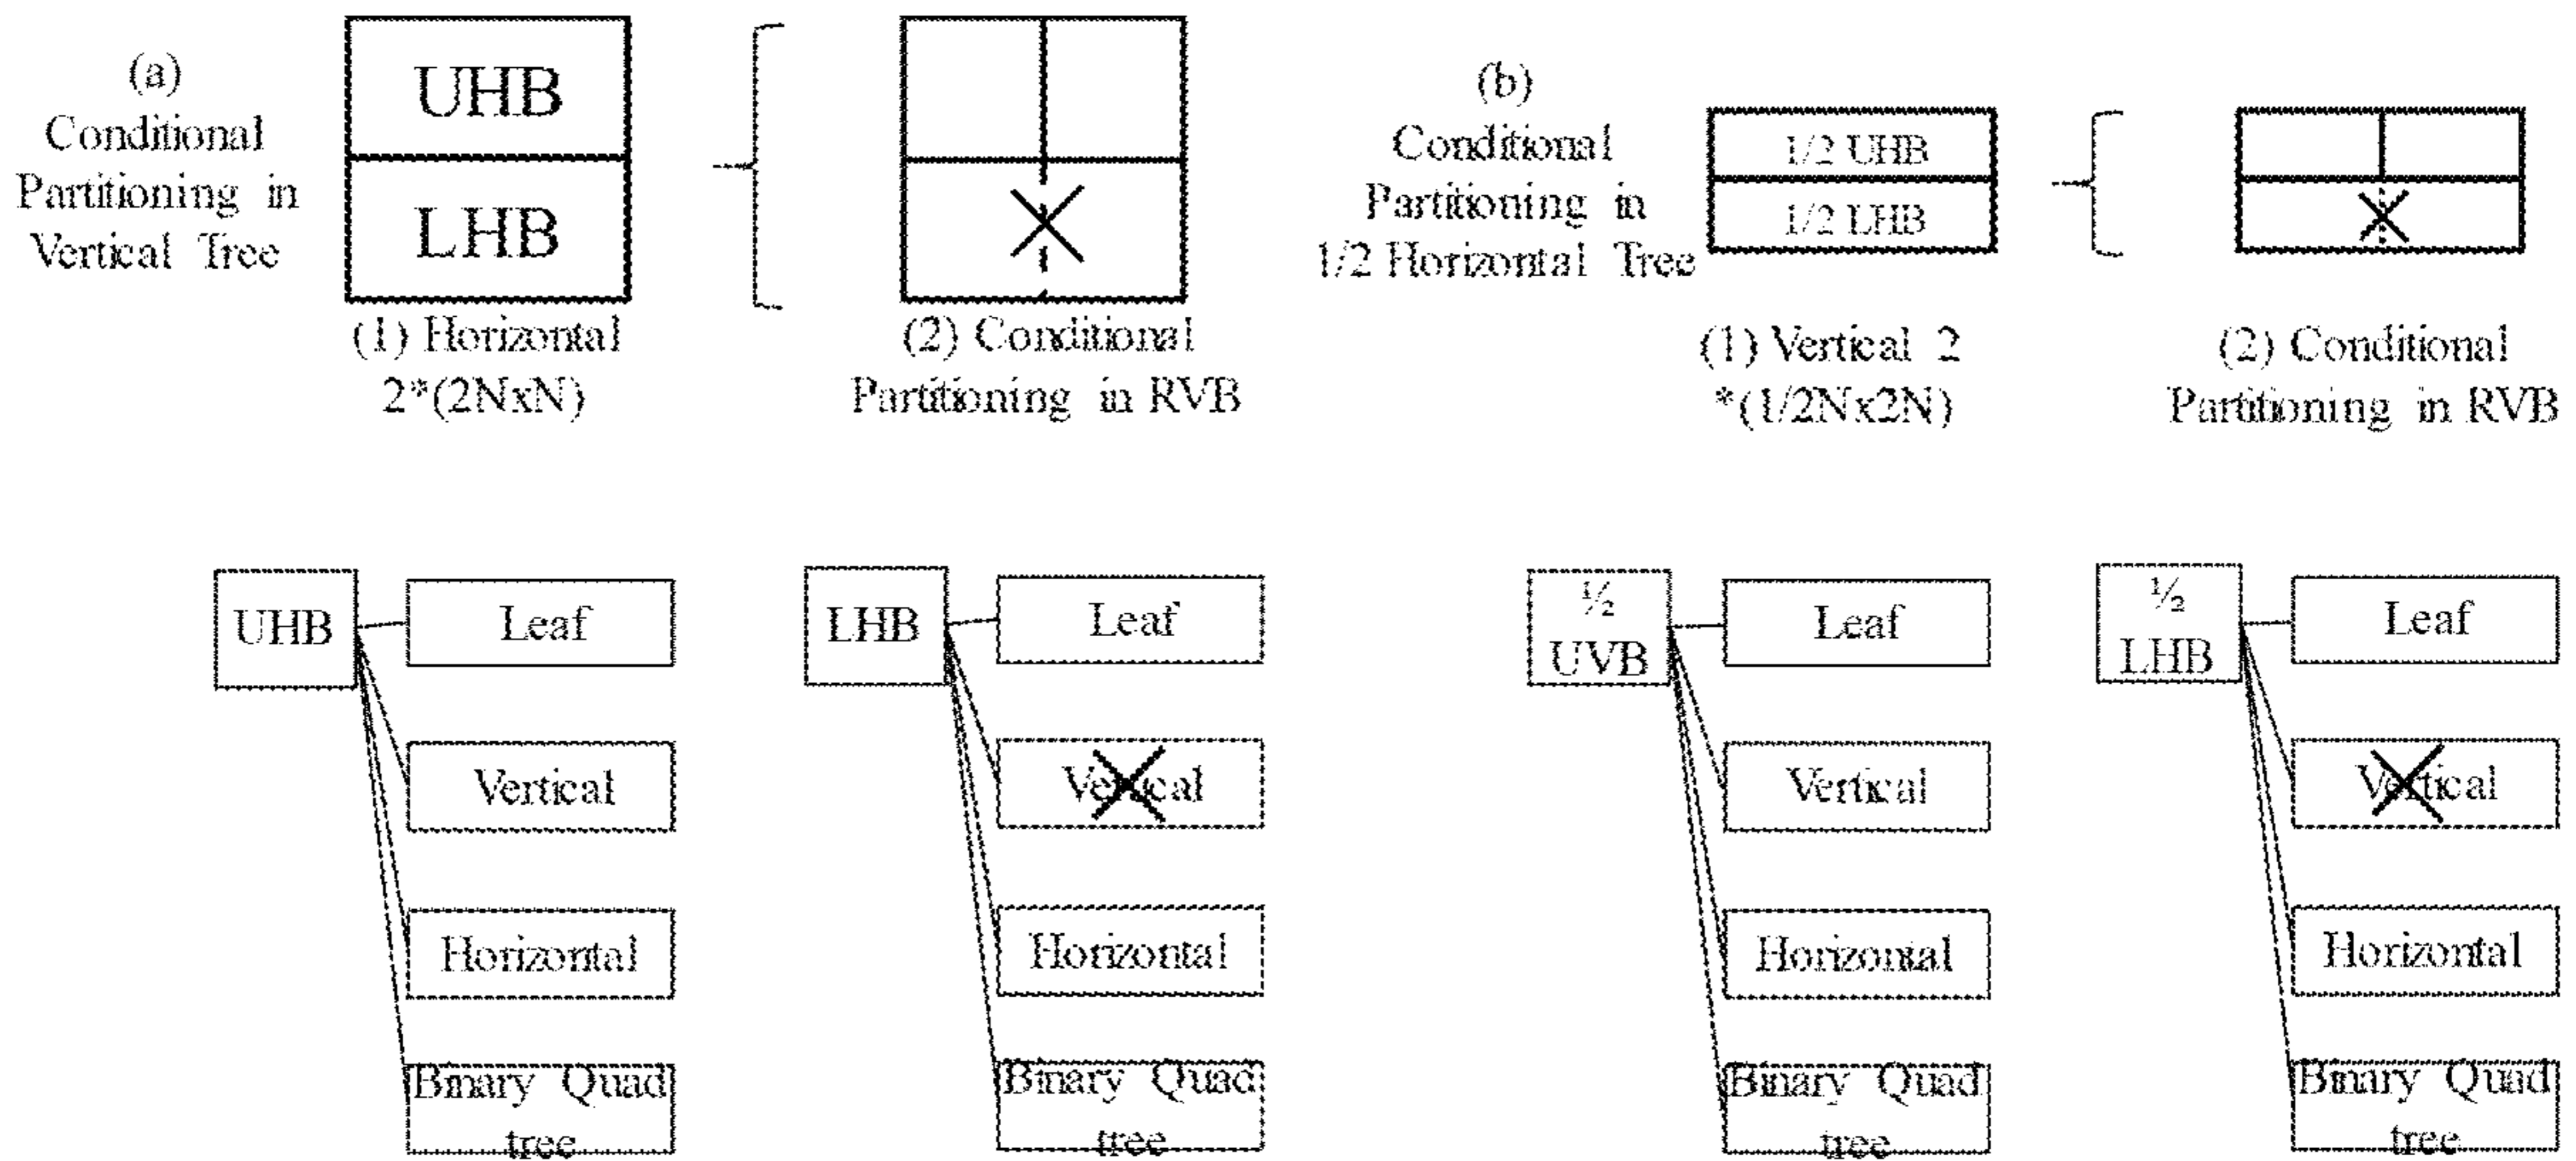 (a)
Conditional
Partitioning in
Vertical Tree
UHB
LHB
(1) Horizontal
2*(2NxN)
(2) Conditional
Partitioning in RVB
(b)
Conditional
Partitioning in
1/2 Horizontal Tree
1/2 UHB
1/2 LHB
(1) Vertical 2
*(1/2Nx2N)
(2) Conditional
Partitioning in RVB
UHB
Leaf
Vertical
Horizontal
Binary Quad
tree
LHB
Leaf
Vertical
Horizontal
Binary Quad
tree
½
UVB
Leaf
Vertical
Horizontal
Binary Quad
tree
½
LHB
Leaf
Vertical
Horizontal
Binary Quad
tree